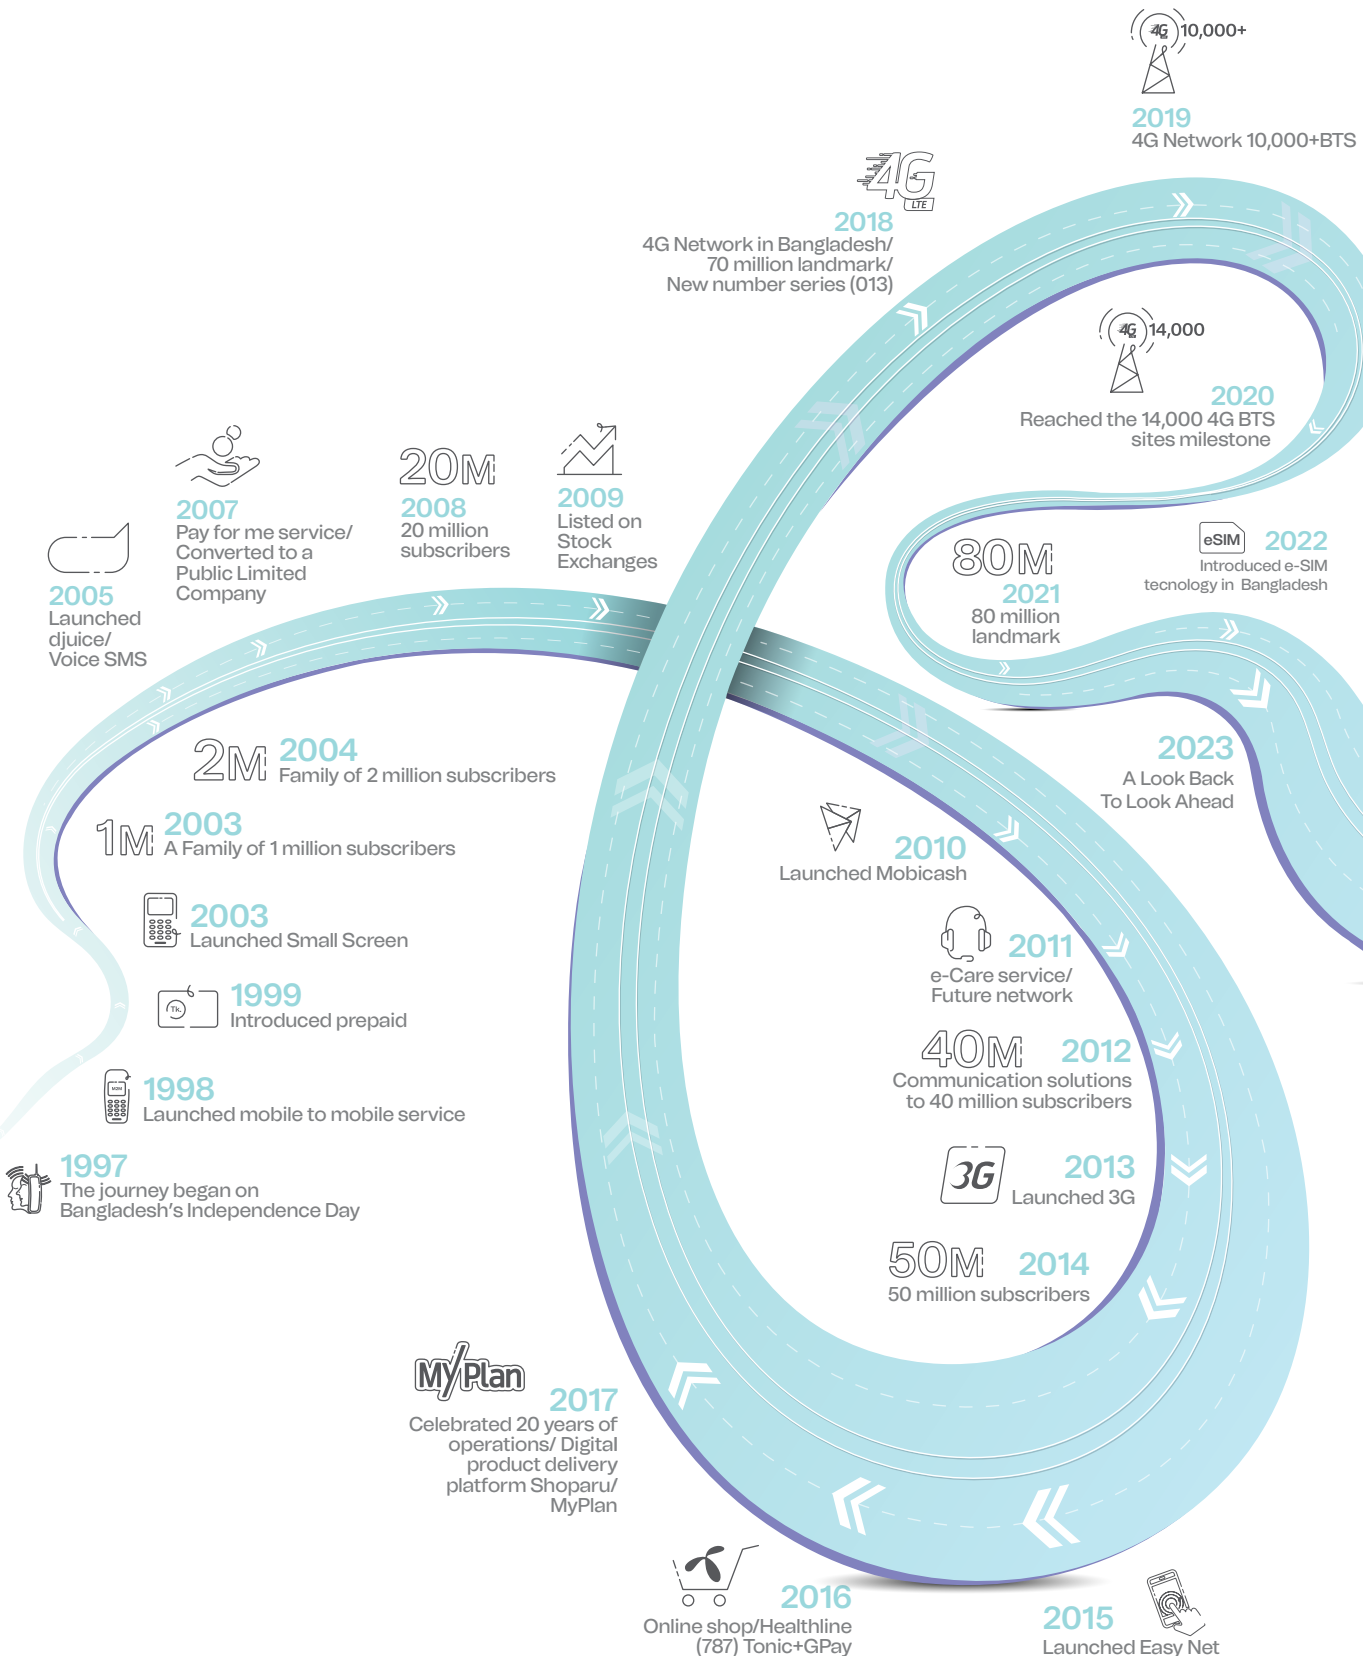 1997
The journey began on
Bangladesh's Independence Day
M2M
1998
Launched mobile to mobile service
Tk.
1999
Introduced prepaid
2003
Launched Small Screen
1M
2003
A Family of 1 million subscribers
2M
2004
Family of 2 million subscribers
2005
Launched
djuice/
Voice SMS
2007
Pay for me service/
Converted to a
Public Limited
Company
20M
2008
20 million
subscribers
2009
Listed on
Stock
Exchanges
2010
Launched Mobicash
2011
e-Care service/
Future network
40M
2012
Communication solutions
to 40 million subscribers
3G
2013
Launched 3G
50M
2014
50 million subscribers
2015
Launched Easy Net
2016
Online shop/Healthline
(787) Tonic+GPay
MyPlan
2017
Celebrated 20 years of
operations/ Digital
product delivery
platform Shoparu/
MyPlan
4G
LTE
2018
4G Network in Bangladesh/
70 million landmark/
New number series (013)
4G 10,000+
2019
4G Network 10,000+BTS
4G 14,000
2020
Reached the 14,000 4G BTS
sites milestone
80M
2021
80 million
landmark
eSIM
2022
Introduced e-SIM
tecnology in Bangladesh
2023
A Look Back
To Look Ahead